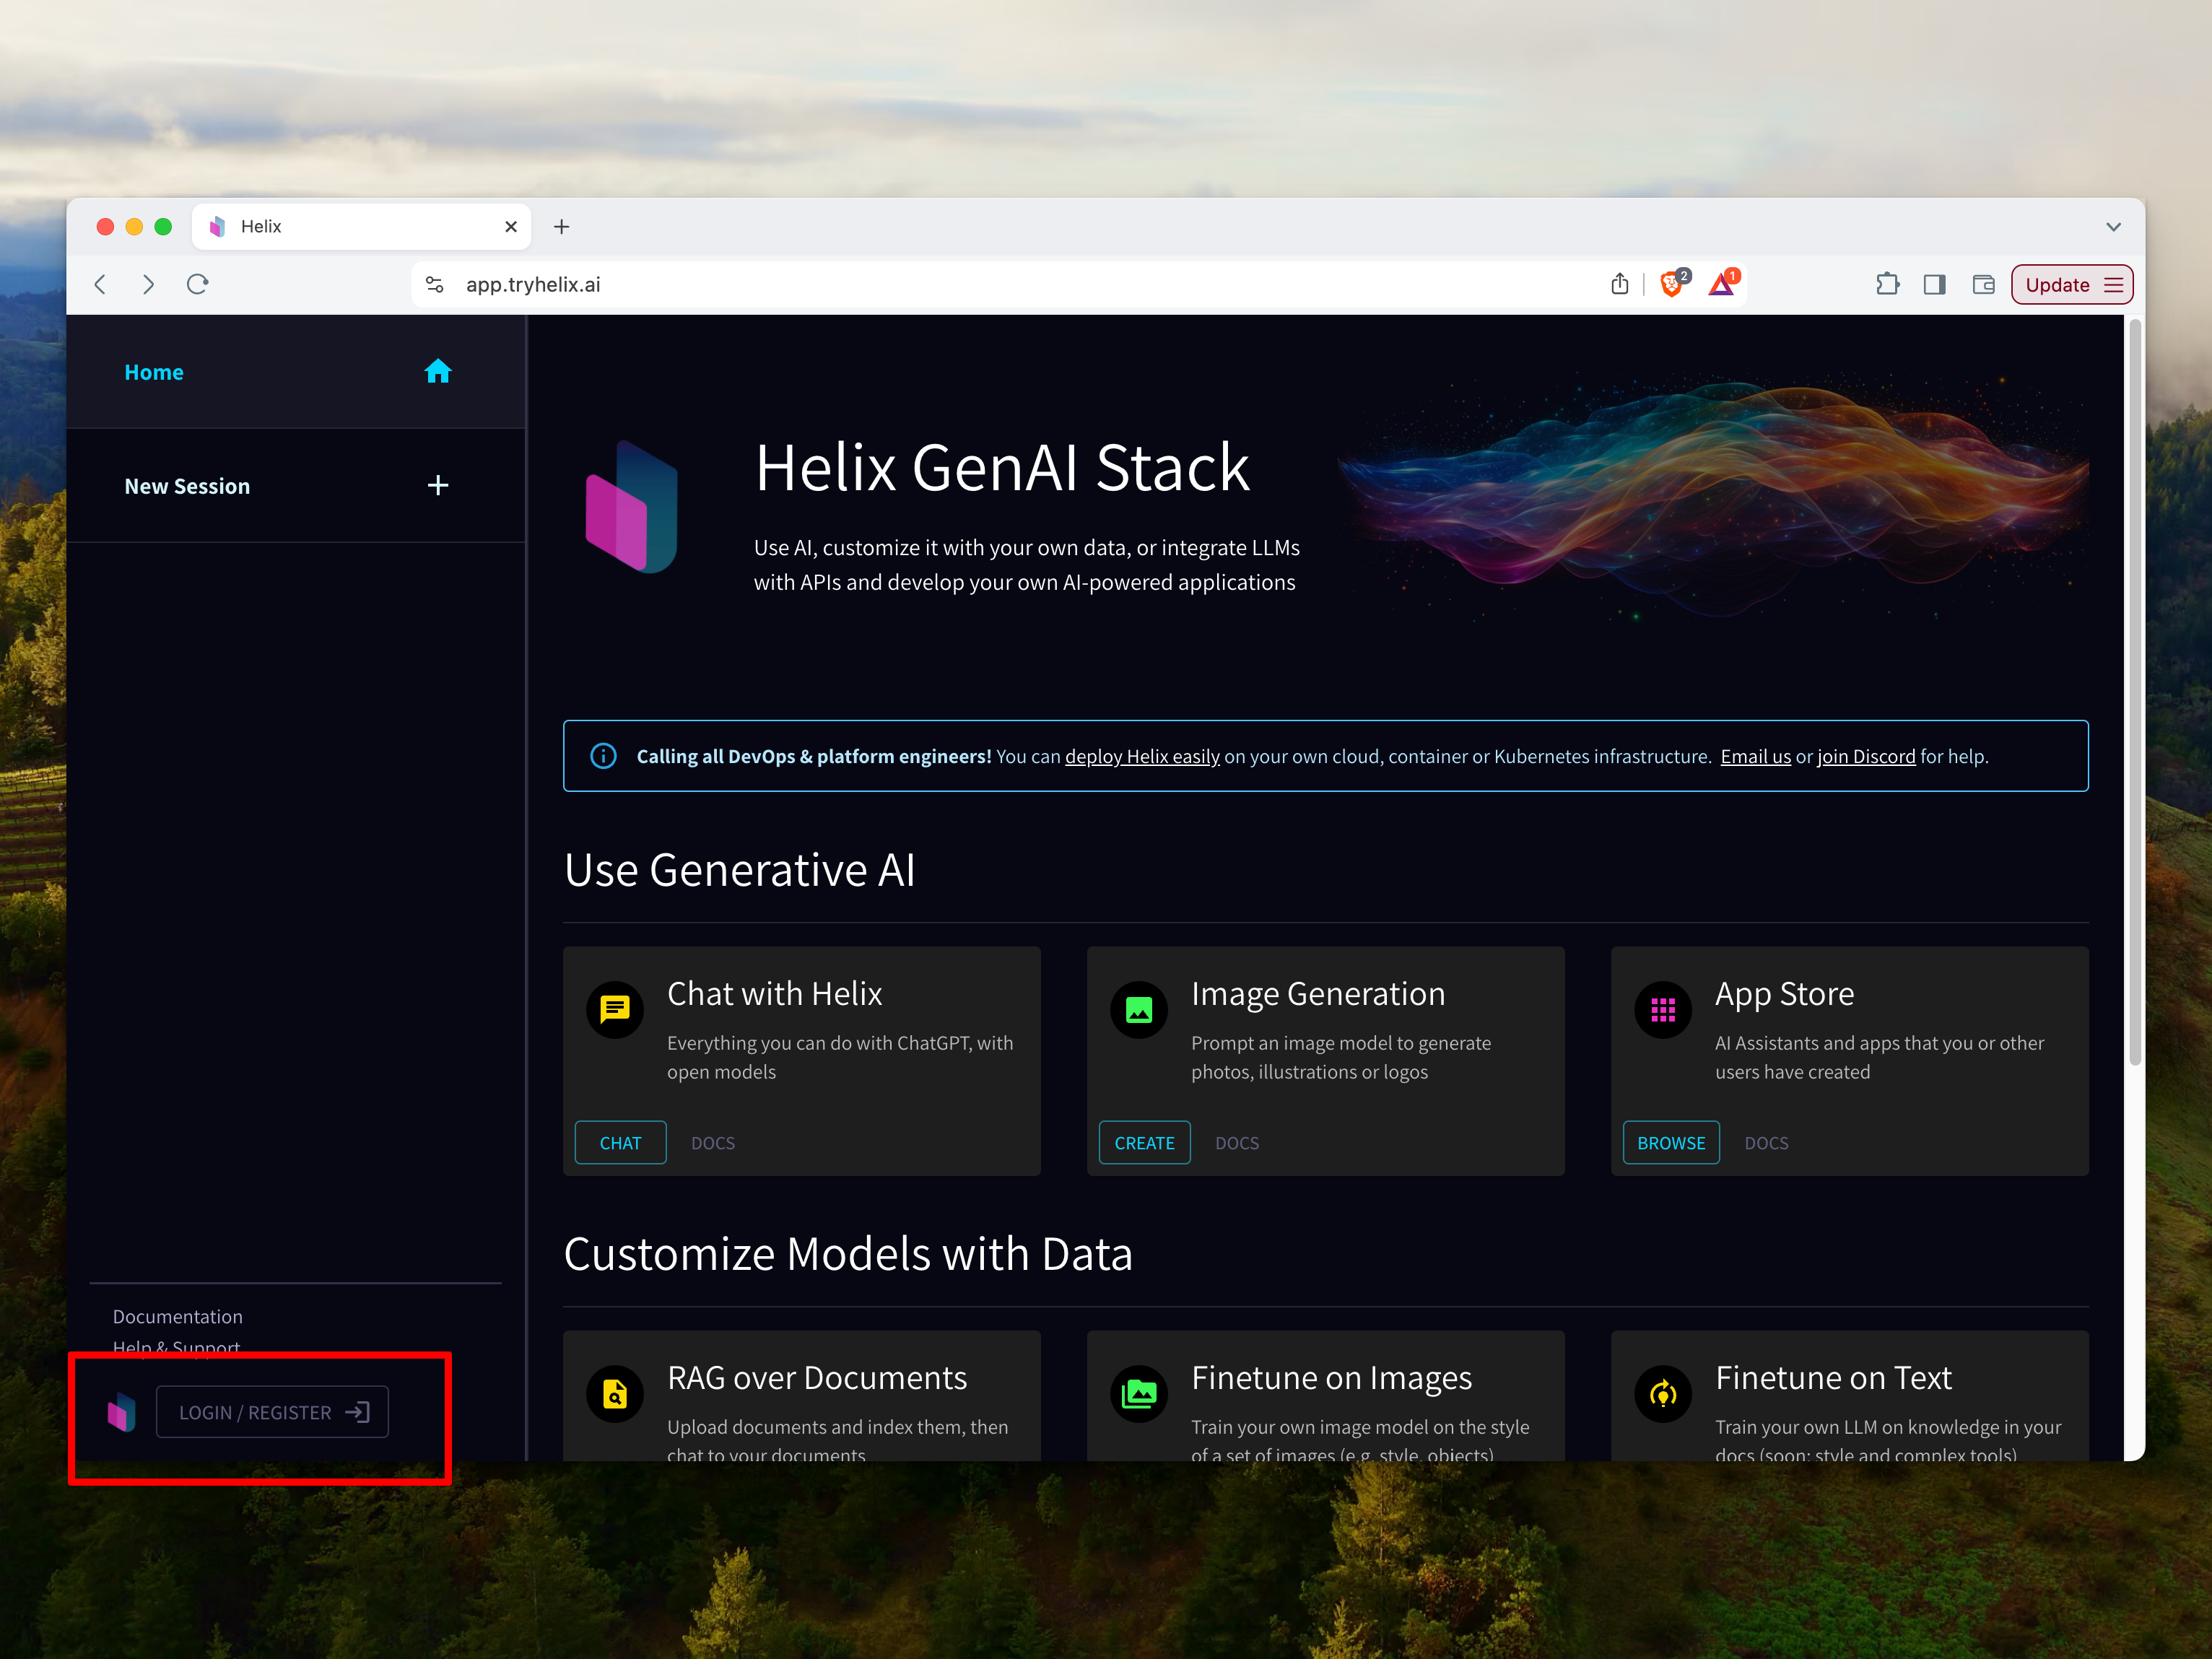 Helix
app.tryhelix.ai
2
1
Update
Home
New Session
Documentation
Help & Support
LOGIN / REGISTER
Helix GenAI Stack
Use AI, customize it with your own data, or integrate LLMs
with APIs and develop your own AI-powered applications
Calling all DevOps & platform engineers! You can deploy Helix easily on your own cloud, container or Kubernetes infrastructure. Email us or join Discord for help.
Use Generative AI
Chat with Helix
Everything you can do with ChatGPT, with
open models
CHAT DOCS
Image Generation
Prompt an image model to generate
photos, illustrations or logos
CREATE DOCS
App Store
AI Assistants and apps that you or other
users have created
BROWSE DOCS
Customize Models with Data
RAG over Documents
Upload documents and index them, then
chat to your documents
Finetune on Images
Train your own image model on the style
of a set of images (e.g. style, objects)
Finetune on Text
Train your own LLM on knowledge in your
docs (soon: style and complex tools)